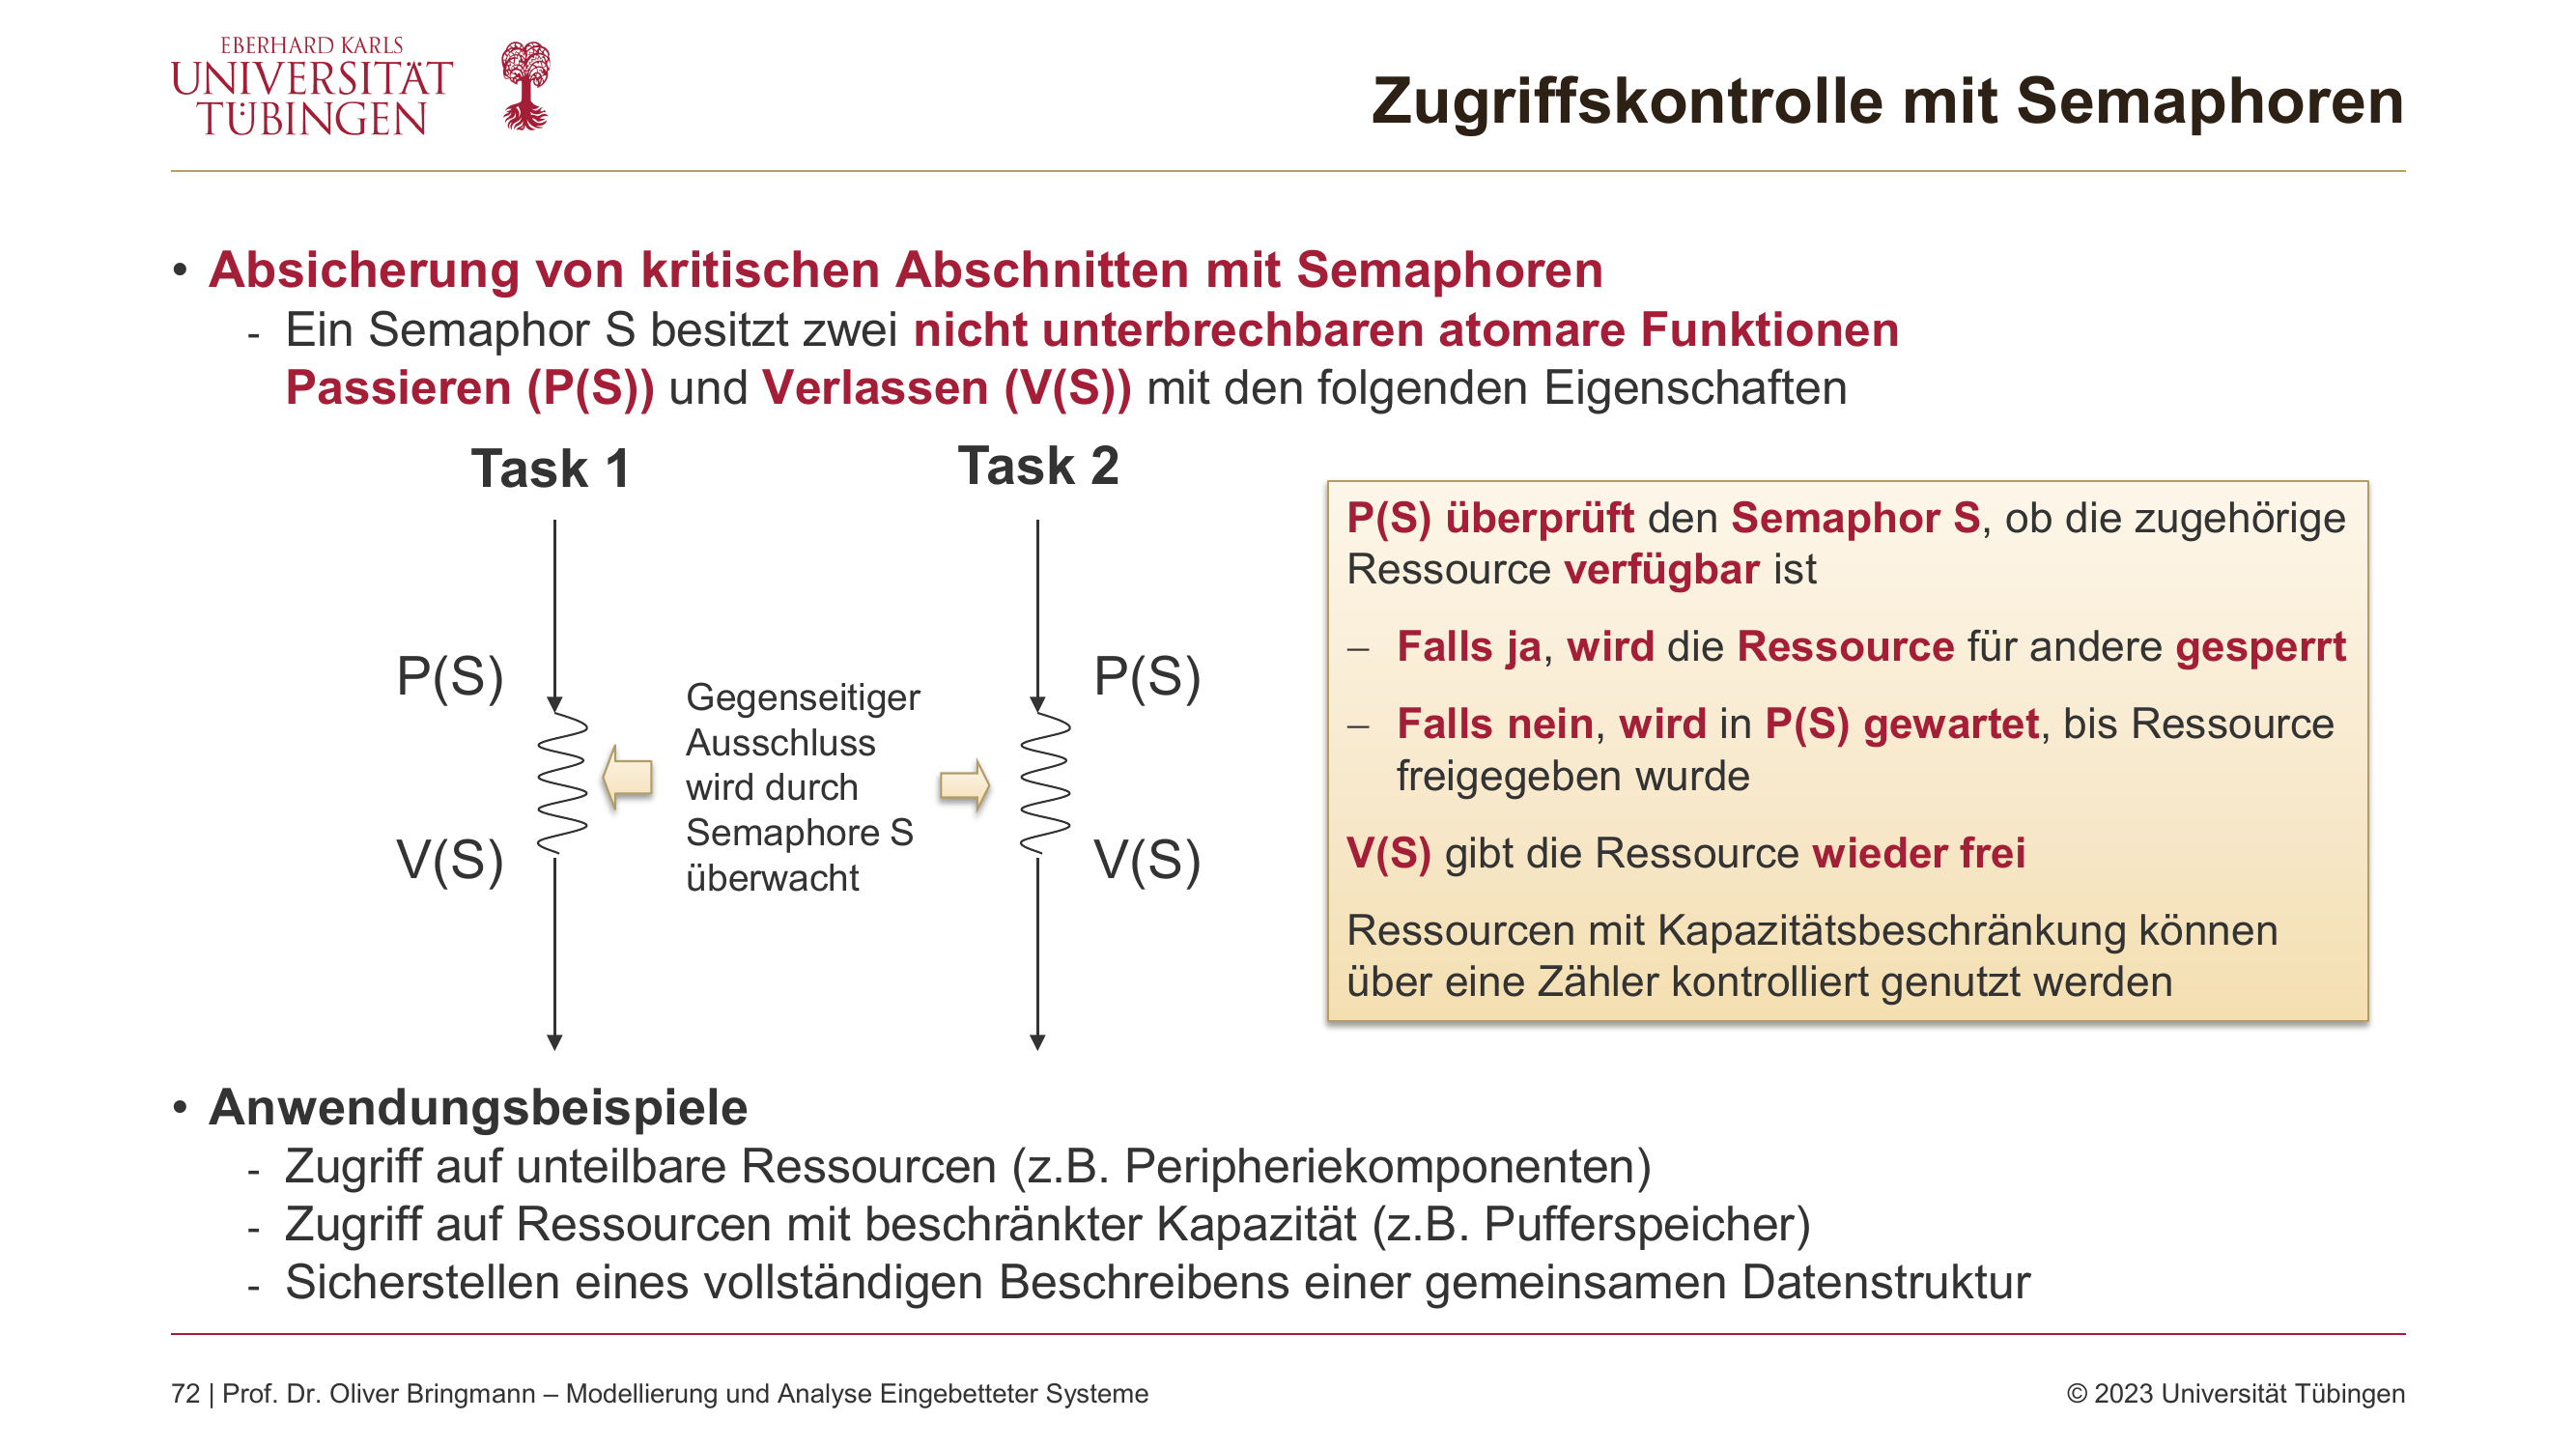 EBERHARD KARLS
UNIVERSITÄT
TÜBINGEN
Zugriffskontrolle mit Semaphoren
• Absicherung von kritischen Abschnitten mit Semaphoren
- Ein Semaphor S besitzt zwei nicht unterbrechbaren atomare Funktionen
Passieren (P(S)) und Verlassen (V(S)) mit den folgenden Eigenschaften
Task 1
Task 2
P(S)
V(S)
Gegenseitiger
Ausschluss
wird durch
Semaphore S
überwacht
P(S)
V(S)
P(S) überprüft den Semaphor S, ob die zugehörige
Ressource verfügbar ist
– Falls ja, wird die Ressource für andere gesperrt
– Falls nein, wird in P(S) gewartet, bis Ressource
freigegeben wurde
V(S) gibt die Ressource wieder frei
Ressourcen mit Kapazitätsbeschränkung können
über eine Zähler kontrolliert genutzt werden
• Anwendungsbeispiele
- Zugriff auf unteilbare Ressourcen (z.B. Peripheriekomponenten)
- Zugriff auf Ressourcen mit beschränkter Kapazität (z.B. Pufferspeicher)
- Sicherstellen eines vollständigen Beschreibens einer gemeinsamen Datenstruktur
72 | Prof. Dr. Oliver Bringmann – Modellierung und Analyse Eingebetteter Systeme
© 2023 Universität Tübingen